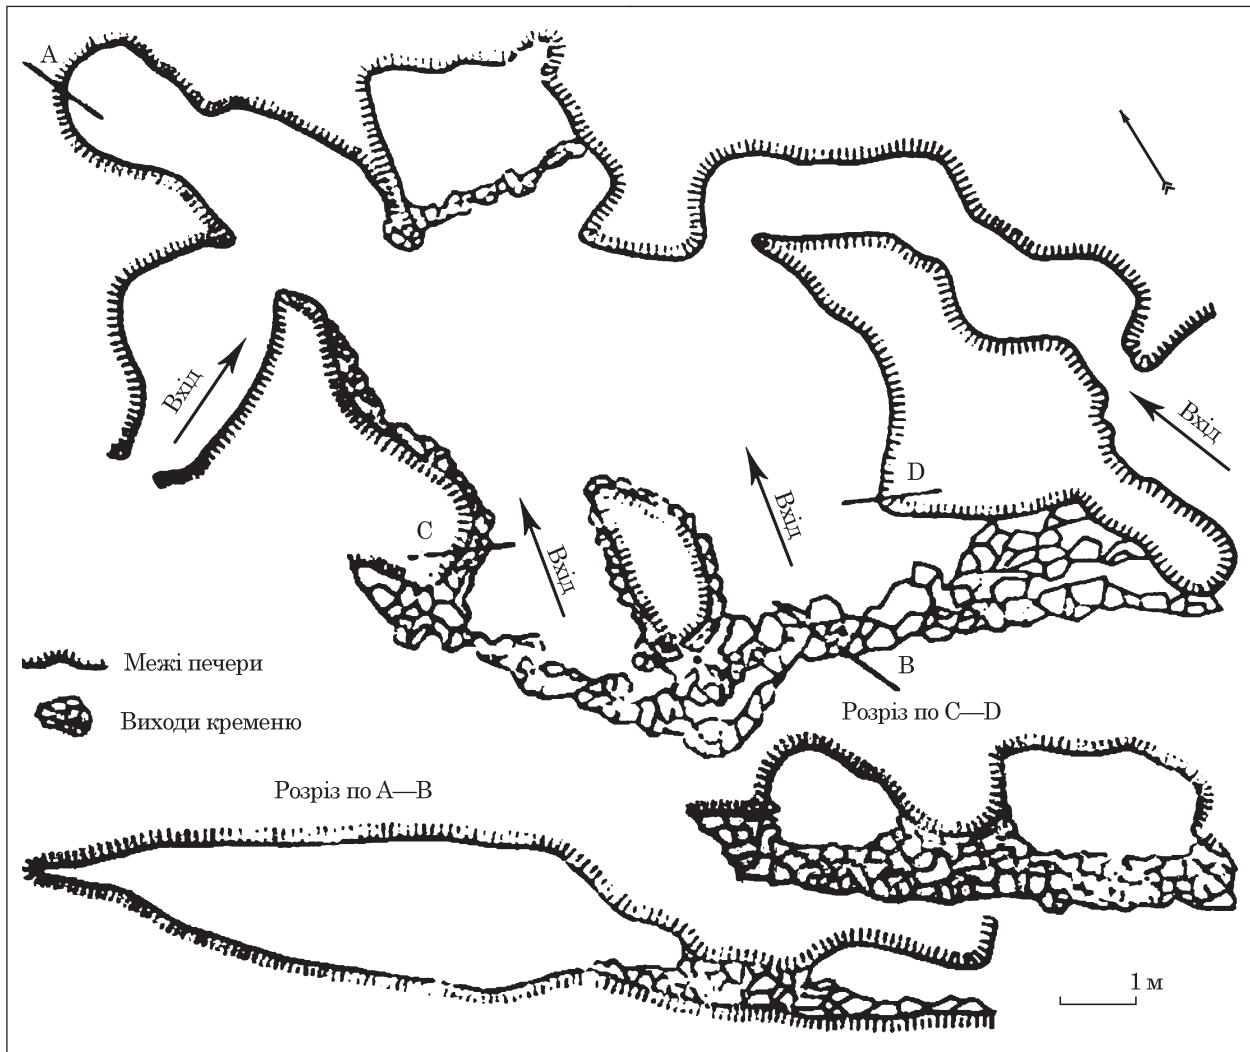 A
Вхід
Вхід
D
C
Вхід
Вхід
B
Межі печери
Виходи кременю
Розріз по C—D
Розріз по A—B
1 м